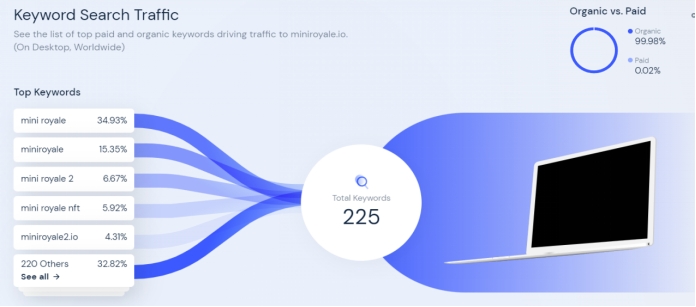 Keyword Search Traffic
See the list of top paid and organic keywords driving traffic to miniroyale.io.
(On Desktop, Worldwide)
Organic vs. Paid
Organic
99.98%
Paid
0.02%
Top Keywords
mini royale 34.93%
miniroyale 15.35%
mini royale 2 6.67%
mini royale nft 5.92%
miniroyale2.io 4.31%
220 Others 32.82%
See all →
Total Keywords
225